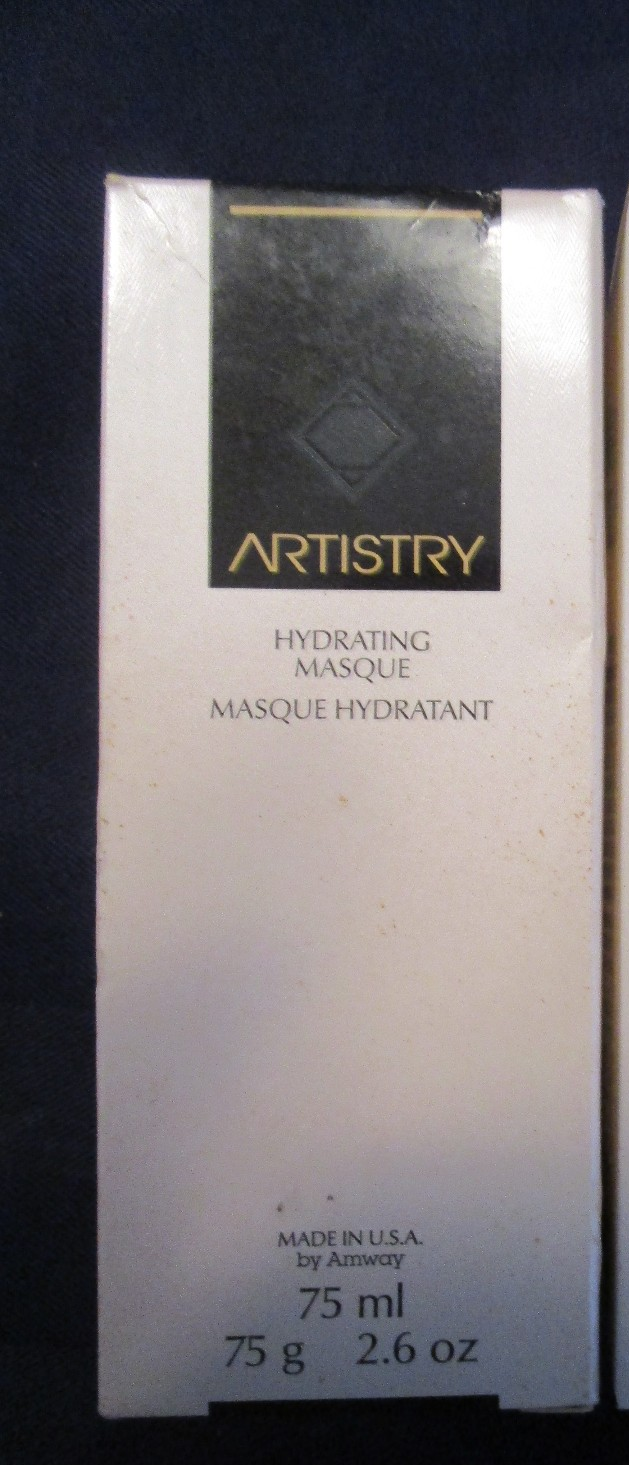 ARTISTRY
HYDRATING
MASQUE
MASQUE HYDRATANT
MADE IN U.S.A.
by Amway
75 ml
75 g 2.6 oz